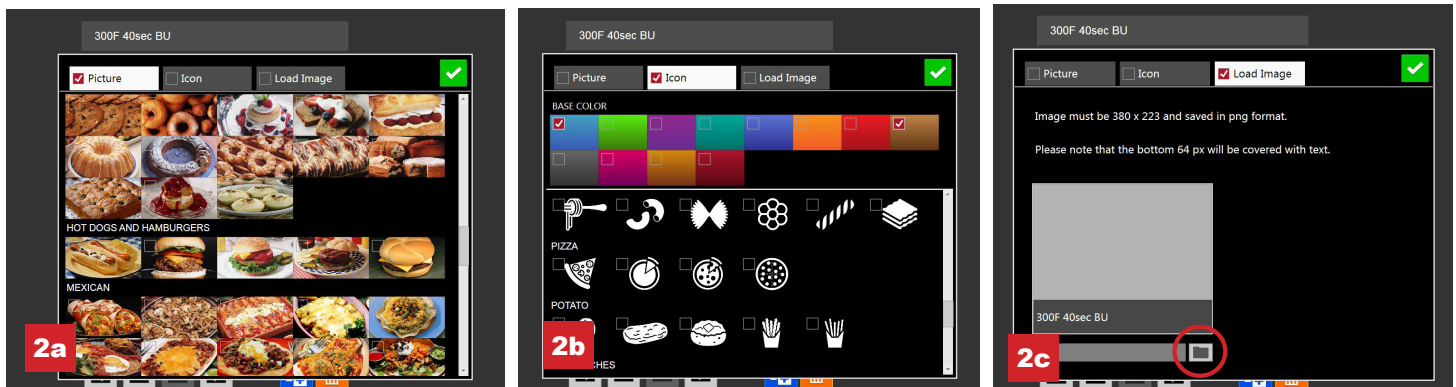 300F 40sec BU
Picture
Icon
Load Image
HOT DOGS AND HAMBURGERS
MEXICAN
2a
300F 40sec BU
Picture
Icon
Load Image
BASE COLOR
PIZZA
POTATO
CHES
2b
300F 40sec BU
Picture
Icon
Load Image
Image must be 380 x 223 and saved in png format.
Please note that the bottom 64 px will be covered with text.
300F 40sec BU
2c